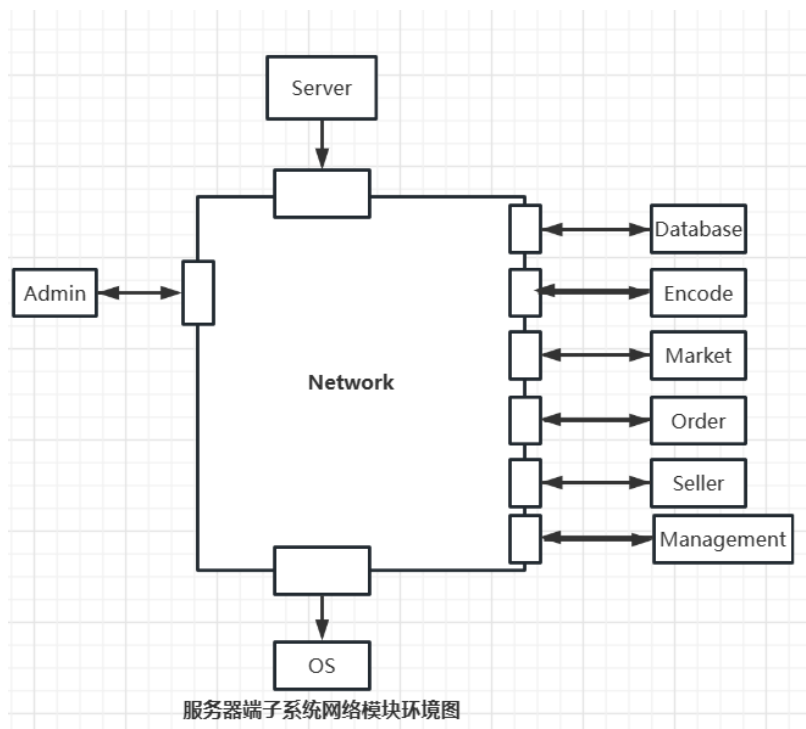 Server
Database
Admin
Encode
Market
Network
Order
Seller
Management
OS
服务器端子系统网络模块环境图